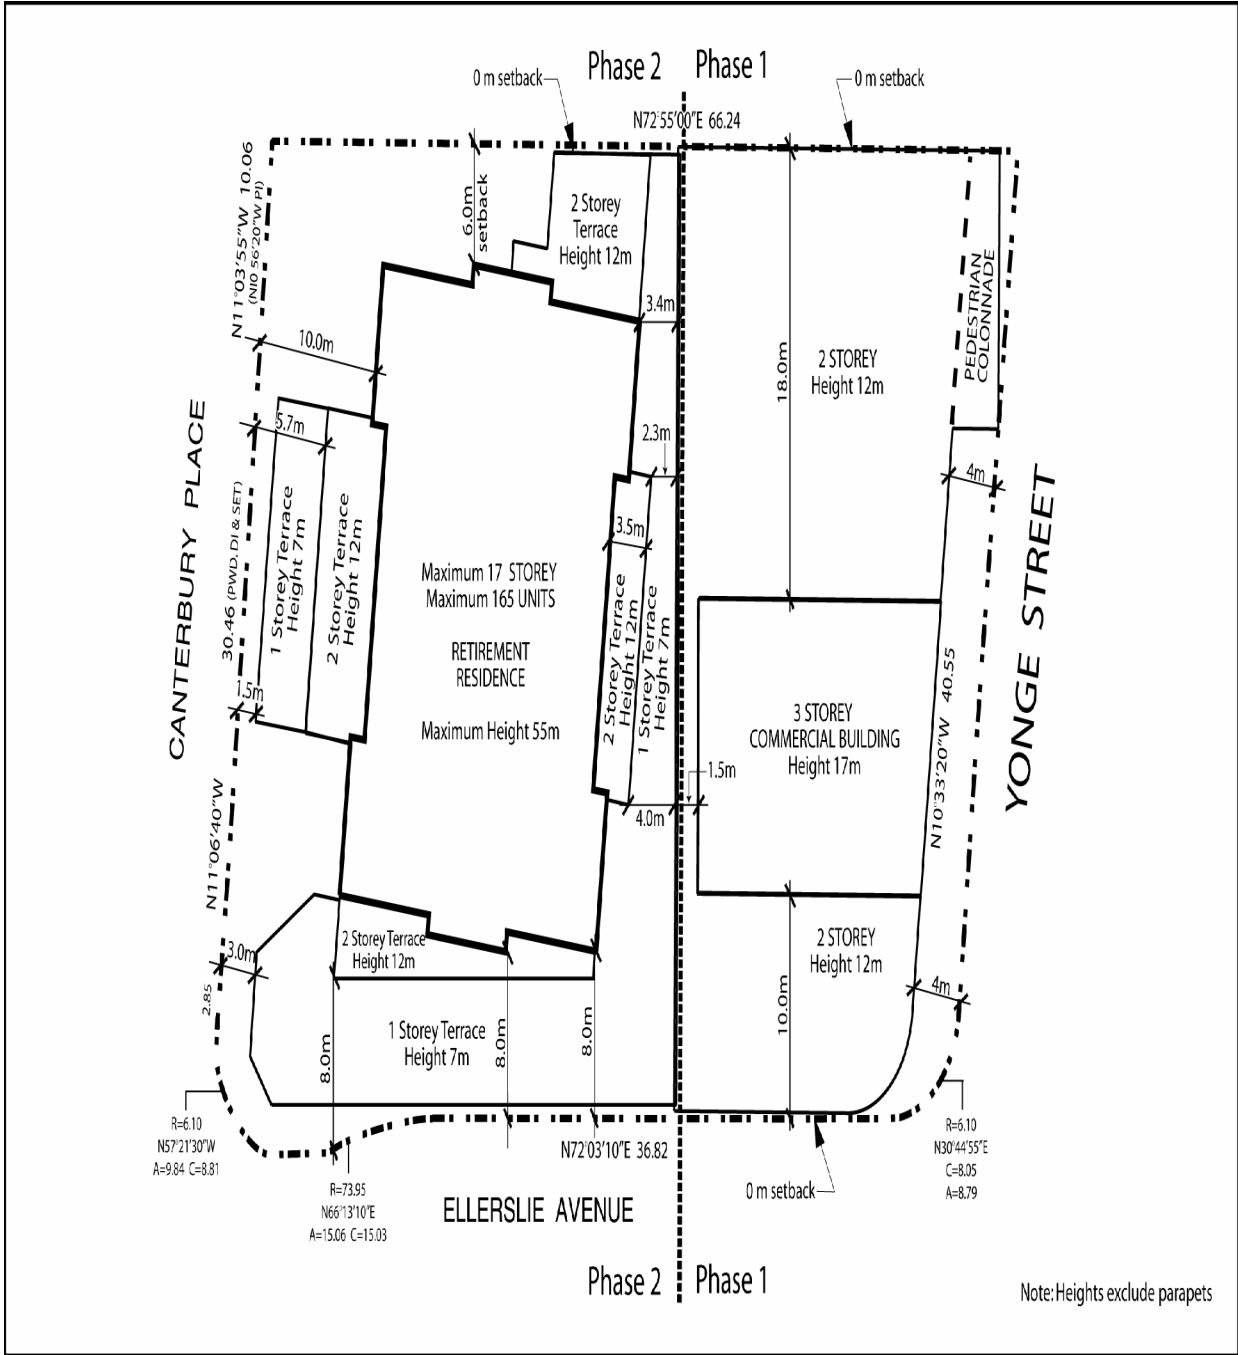 Phase 2
Phase 1
0 m setback
0 m setback
N72°55'00"E 66.24
N11°03'55"W 10.06
(N10 56'20"W PI)
6.0m
setback
2 Storey
Terrace
Height 12m
PEDESTRIAN
COLONNADE
3.4m
10.0m
18.0m
2 STOREY
Height 12m
5.7m
2.3m
4m
CANTERBURY PLACE
30.46 (PWD. DI & SET)
1 Storey Terrace
Height 7m
2 Storey Terrace
Height 12m
3.5m
Maximum 17 STOREY
Maximum 165 UNITS
RETIREMENT
RESIDENCE
Maximum Height 55m
2 Storey Terrace
Height 12m
1 Storey Terrace
Height 7m
YONGE STREET
1.5m
3 STOREY
COMMERCIAL BUILDING
Height 17m
N10°33'20"W 40.55
1.5m
4.0m
N11°06'40"W
3.0m
2 Storey Terrace
Height 12m
2 STOREY
Height 12m
4m
2.85
1 Storey Terrace
Height 7m
8.0m
8.0m
8.0m
10.0m
R=6.10
N57°21'30"W
A=9.84 C=8.81
R=73.95
N66°13'10"E
A=15.06 C=15.03
N72°03'10"E 36.82
R=6.10
N30°44'55"E
C=8.05
A=8.79
0 m setback
ELLERSLIE AVENUE
Phase 2
Phase 1
Note: Heights exclude parapets